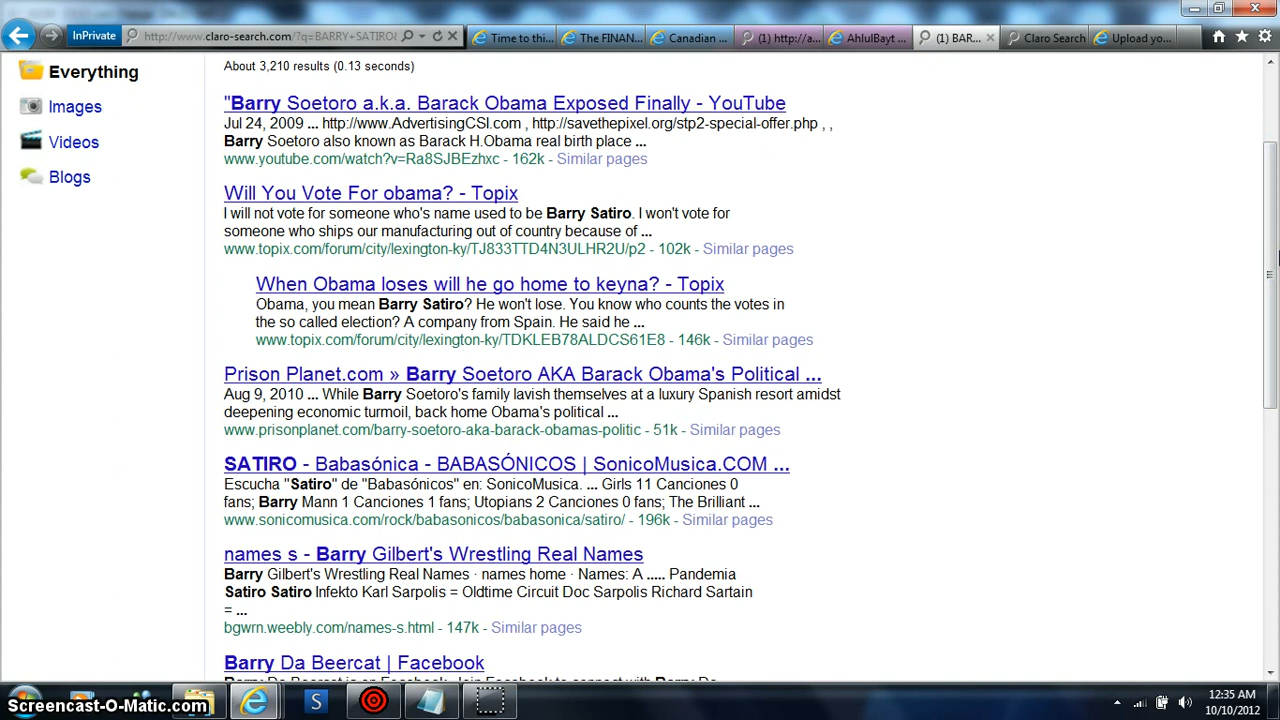 InPrivate
http://www.claro-search.com/?q=BARRY+SATIRO
Time to thi...
The FINAN...
Canadian ...
(1) http://a...
AhlulBayt ...
(1) BAR...
Claro Search
Upload yo...
Everything
Images
Videos
Blogs
About 3,210 results (0.13 seconds)
"Barry Soetoro a.k.a. Barack Obama Exposed Finally - YouTube
Jul 24, 2009 ... http://www.AdvertisingCSI.com , http://savethepixel.org/stp2-special-offer.php , ,
Barry Soetoro also known as Barack H.Obama real birth place ...
www.youtube.com/watch?v=Ra8SJBEzhxc - 162k - Similar pages
Will You Vote For obama? - Topix
I will not vote for someone who's name used to be Barry Satiro. I won't vote for
someone who ships our manufacturing out of country because of ...
www.topix.com/forum/city/lexington-ky/TJ833TTD4N3ULHR2U/p2 - 102k - Similar pages
When Obama loses will he go home to keyna? - Topix
Obama, you mean Barry Satiro? He won't lose. You know who counts the votes in
the so called election? A company from Spain. He said he ...
www.topix.com/forum/city/lexington-ky/TDKLEB78ALDCS61E8 - 146k - Similar pages
Prison Planet.com » Barry Soetoro AKA Barack Obama's Political ...
Aug 9, 2010 ... While Barry Soetoro's family lavish themselves at a luxury Spanish resort amidst
deepening economic turmoil, back home Obama's political ...
www.prisonplanet.com/barry-soetoro-aka-barack-obamas-politic - 51k - Similar pages
SATIRO - Babasónica - BABASÓNICOS | SonicoMusica.COM ...
Escucha "Satiro" de "Babasónicos" en: SonicoMusica. ... Girls 11 Canciones 0
fans; Barry Mann 1 Canciones 1 fans; Utopians 2 Canciones 0 fans; The Brilliant ...
www.sonicomusica.com/rock/babasonicos/babasonica/satiro/ - 196k - Similar pages
names s - Barry Gilbert's Wrestling Real Names
Barry Gilbert's Wrestling Real Names · names home · Names: A ..... Pandemia
Satiro Satiro Infekto Karl Sarpolis = Oldtime Circuit Doc Sarpolis Richard Sartain
= ...
bgwrn.weebly.com/names-s.html - 147k - Similar pages
Barry Da Beercat | Facebook
Screencast-O-Matic.com
12:35 AM
10/10/2012